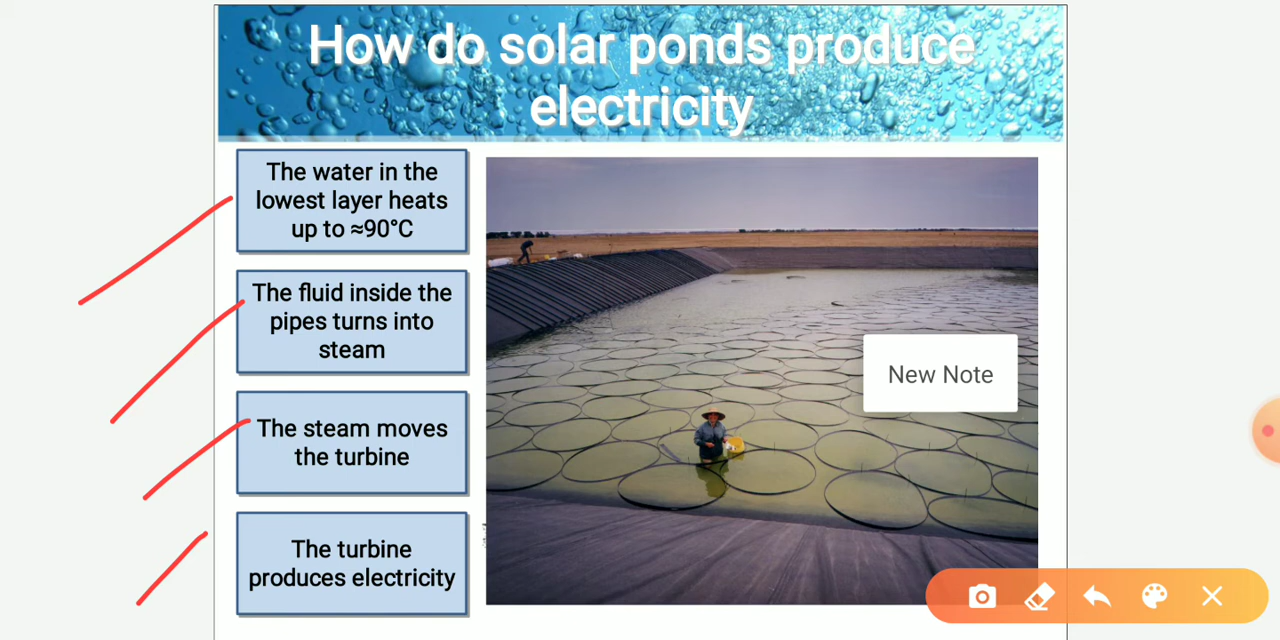 How do solar ponds produce
electricity
The water in the
lowest layer heats
up to ≈90°C
The fluid inside the
pipes turns into
steam
The steam moves
the turbine
The turbine
produces electricity
New Note